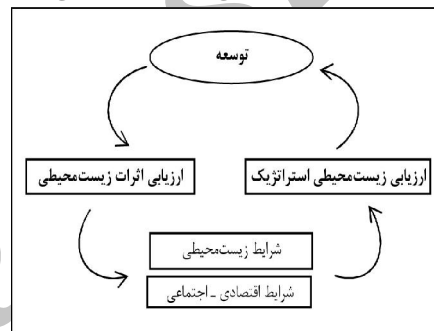 توسعه
ارزیابی زیست‌محیطی استراتژیک
ارزیابی اثرات زیست‌محیطی
شرایط زیست‌محیطی
شرایط اقتصادی - اجتماعی